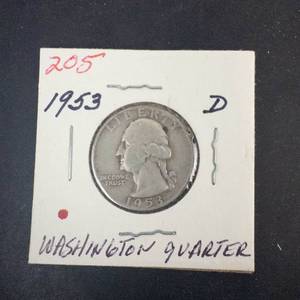 205
1953 D
LIBERTY
IN GOD WE
TRUST
1953
WASHINGTON QUARTER